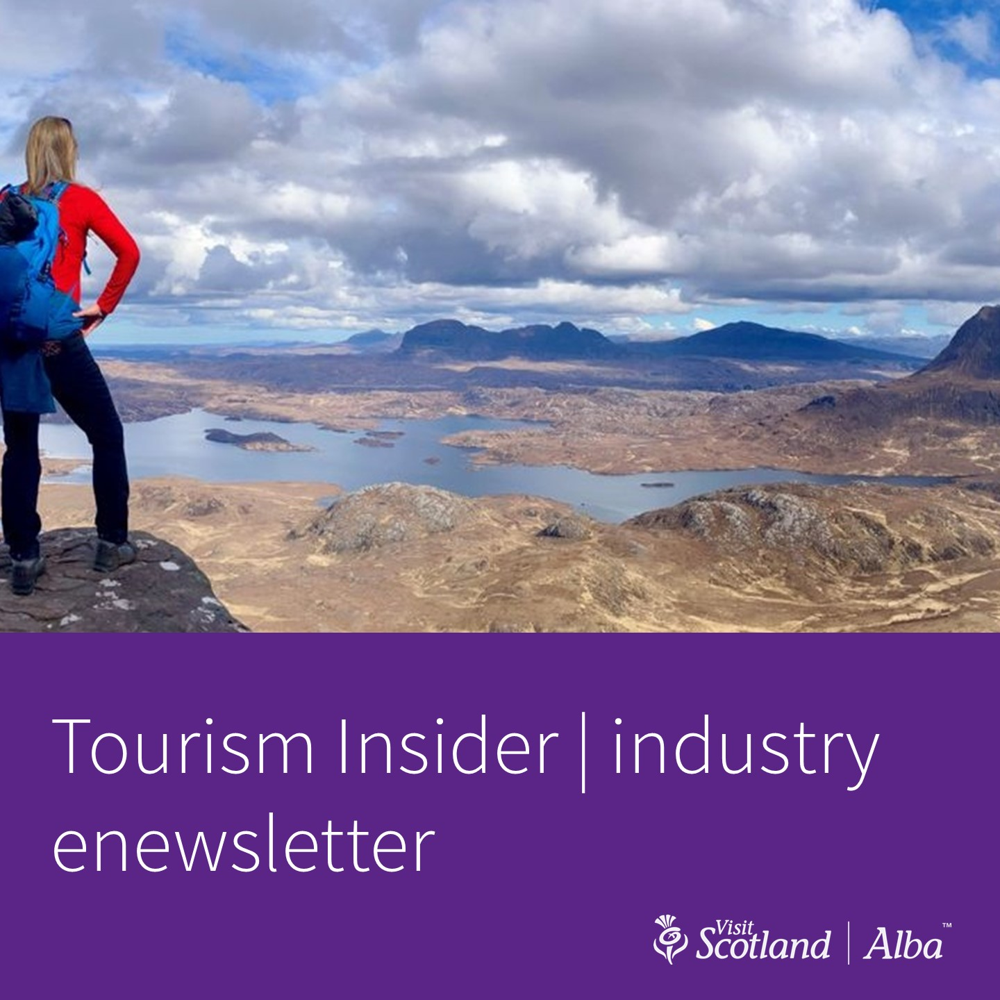 Tourism Insider | industry
enewsletter
Visit
Scotland | Alba™